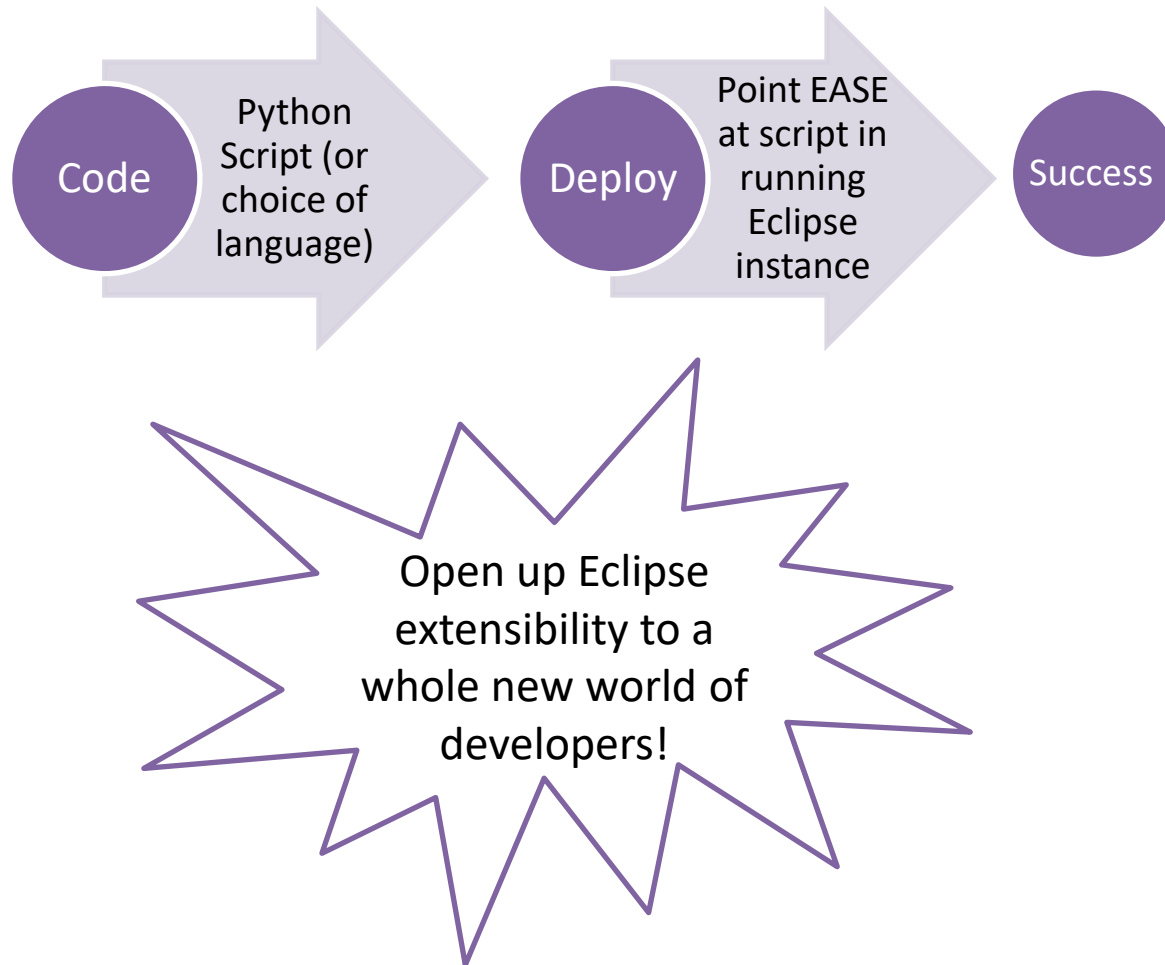 Code
Python
Script (or
choice of
language)
Deploy
Point EASE
at script in
running
Eclipse
instance
Success
Open up Eclipse
extensibility to a
whole new world of
developers!